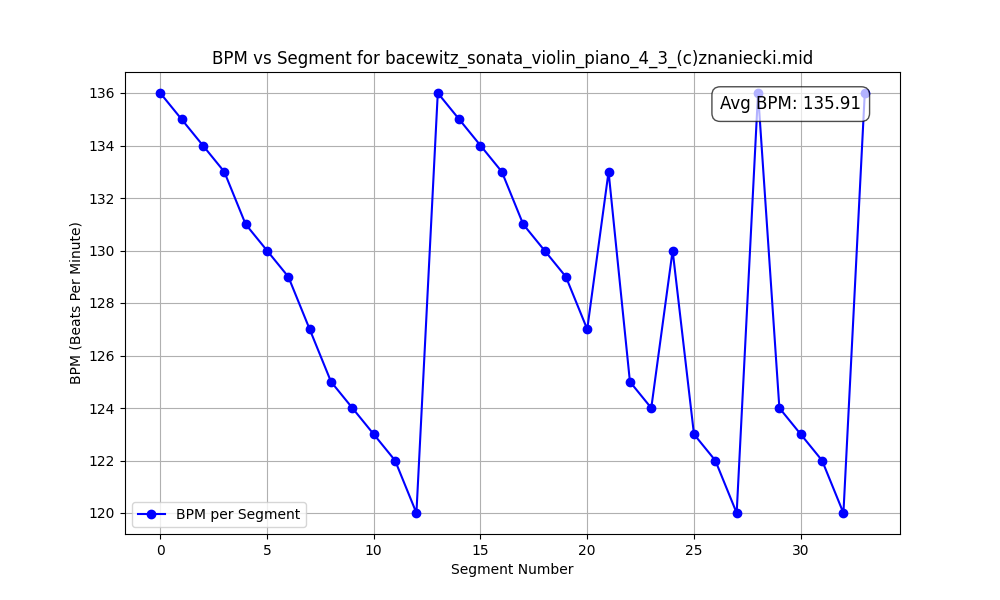 BPM vs Segment for bacewitz_sonata_violin_piano_4_3_(c)znaniecki.mid
Avg BPM: 135.91
BPM (Beats Per Minute)
136
134
132
130
128
126
124
122
120
BPM per Segment
0 5 10 15 20 25 30
Segment Number